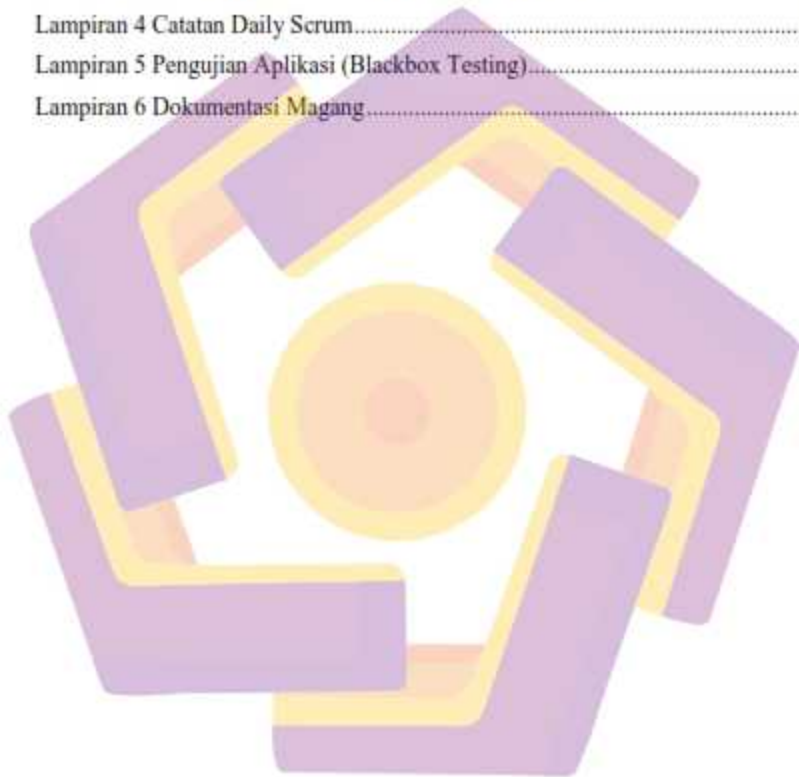 Lampiran 4 Catatan Daily Scrum................................................................................
Lampiran 5 Pengujian Aplikasi (Blackbox Testing)................................................
Lampiran 6 Dokumentasi Magang..............................................................................